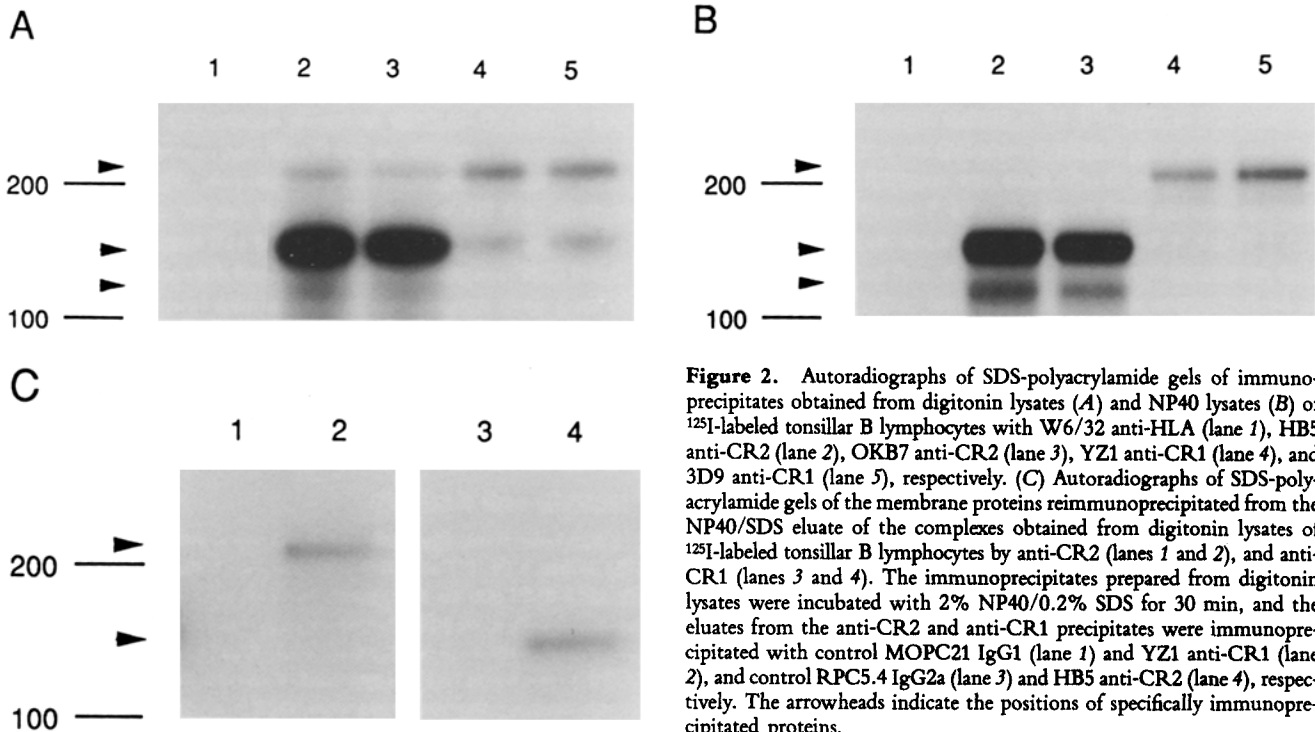 A
1 2 3 4 5
200
100
B
1 2 3 4 5
200
100
C
1 2 3 4
200
100
Figure 2. Autoradiographs of SDS-polyacrylamide gels of immuno-
precipitates obtained from digitonin lysates (A) and NP40 lysates (B) o
¹²⁵I-labeled tonsillar B lymphocytes with W6/32 anti-HLA (lane 1), HB5
anti-CR2 (lane 2), OKB7 anti-CR2 (lane 3), YZ1 anti-CR1 (lane 4), and
3D9 anti-CR1 (lane 5), respectively. (C) Autoradiographs of SDS-poly-
acrylamide gels of the membrane proteins reimmunoprecipitated from the
NP40/SDS eluate of the complexes obtained from digitonin lysates of
¹²⁵I-labeled tonsillar B lymphocytes by anti-CR2 (lanes 1 and 2), and anti-
CR1 (lanes 3 and 4). The immunoprecipitates prepared from digitonin
lysates were incubated with 2% NP40/0.2% SDS for 30 min, and the
eluates from the anti-CR2 and anti-CR1 precipitates were immunopre-
cipitated with control MOPC21 IgG1 (lane 1) and YZ1 anti-CR1 (lane
2), and control RPC5.4 IgG2a (lane 3) and HB5 anti-CR2 (lane 4), respec-
tively. The arrowheads indicate the positions of specifically immunopre-
cipitated proteins.